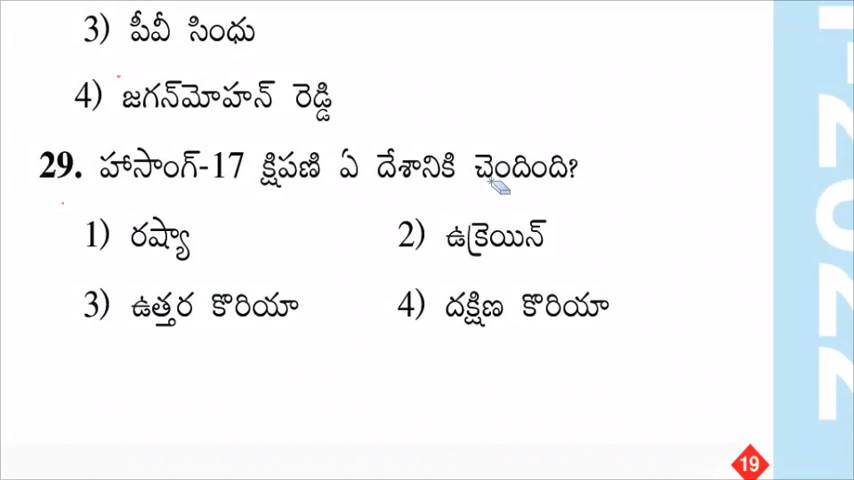 3) పీవీ సింధు
4) జగన్‌మోహన్ రెడ్డి
29. హాసాంగ్-17 క్షిపణి ఏ దేశానికి చెందింది?
1) రష్యా 2) ఉక్రెయిన్
3) ఉత్తర కొరియా 4) దక్షిణ కొరియా
19